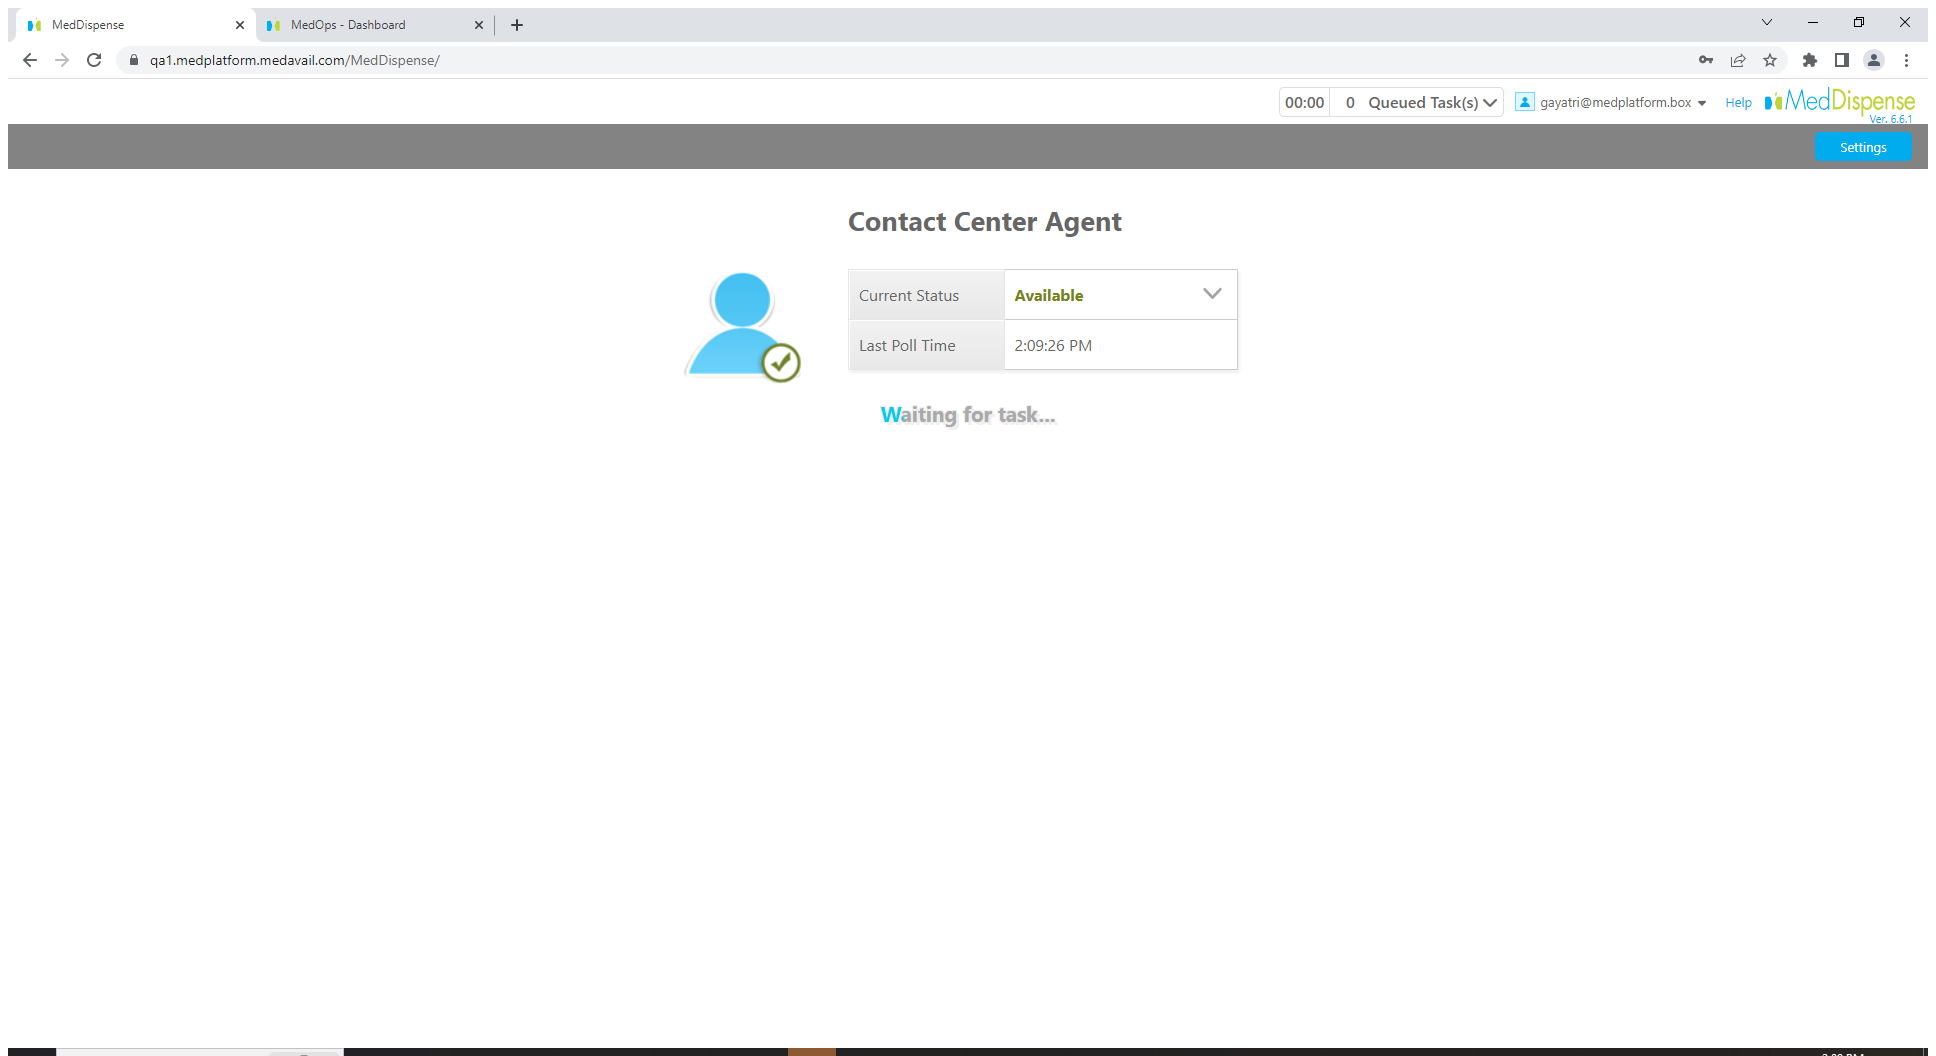 MedDispense
MedOps - Dashboard
qa1.medplatform.medavail.com/MedDispense/
00:00 0 Queued Task(s) gayatri@medplatform.box Help MedDispense
Ver. 6.6.1
Settings
Contact Center Agent
Current Status Available
Last Poll Time 2:09:26 PM
Waiting for task...